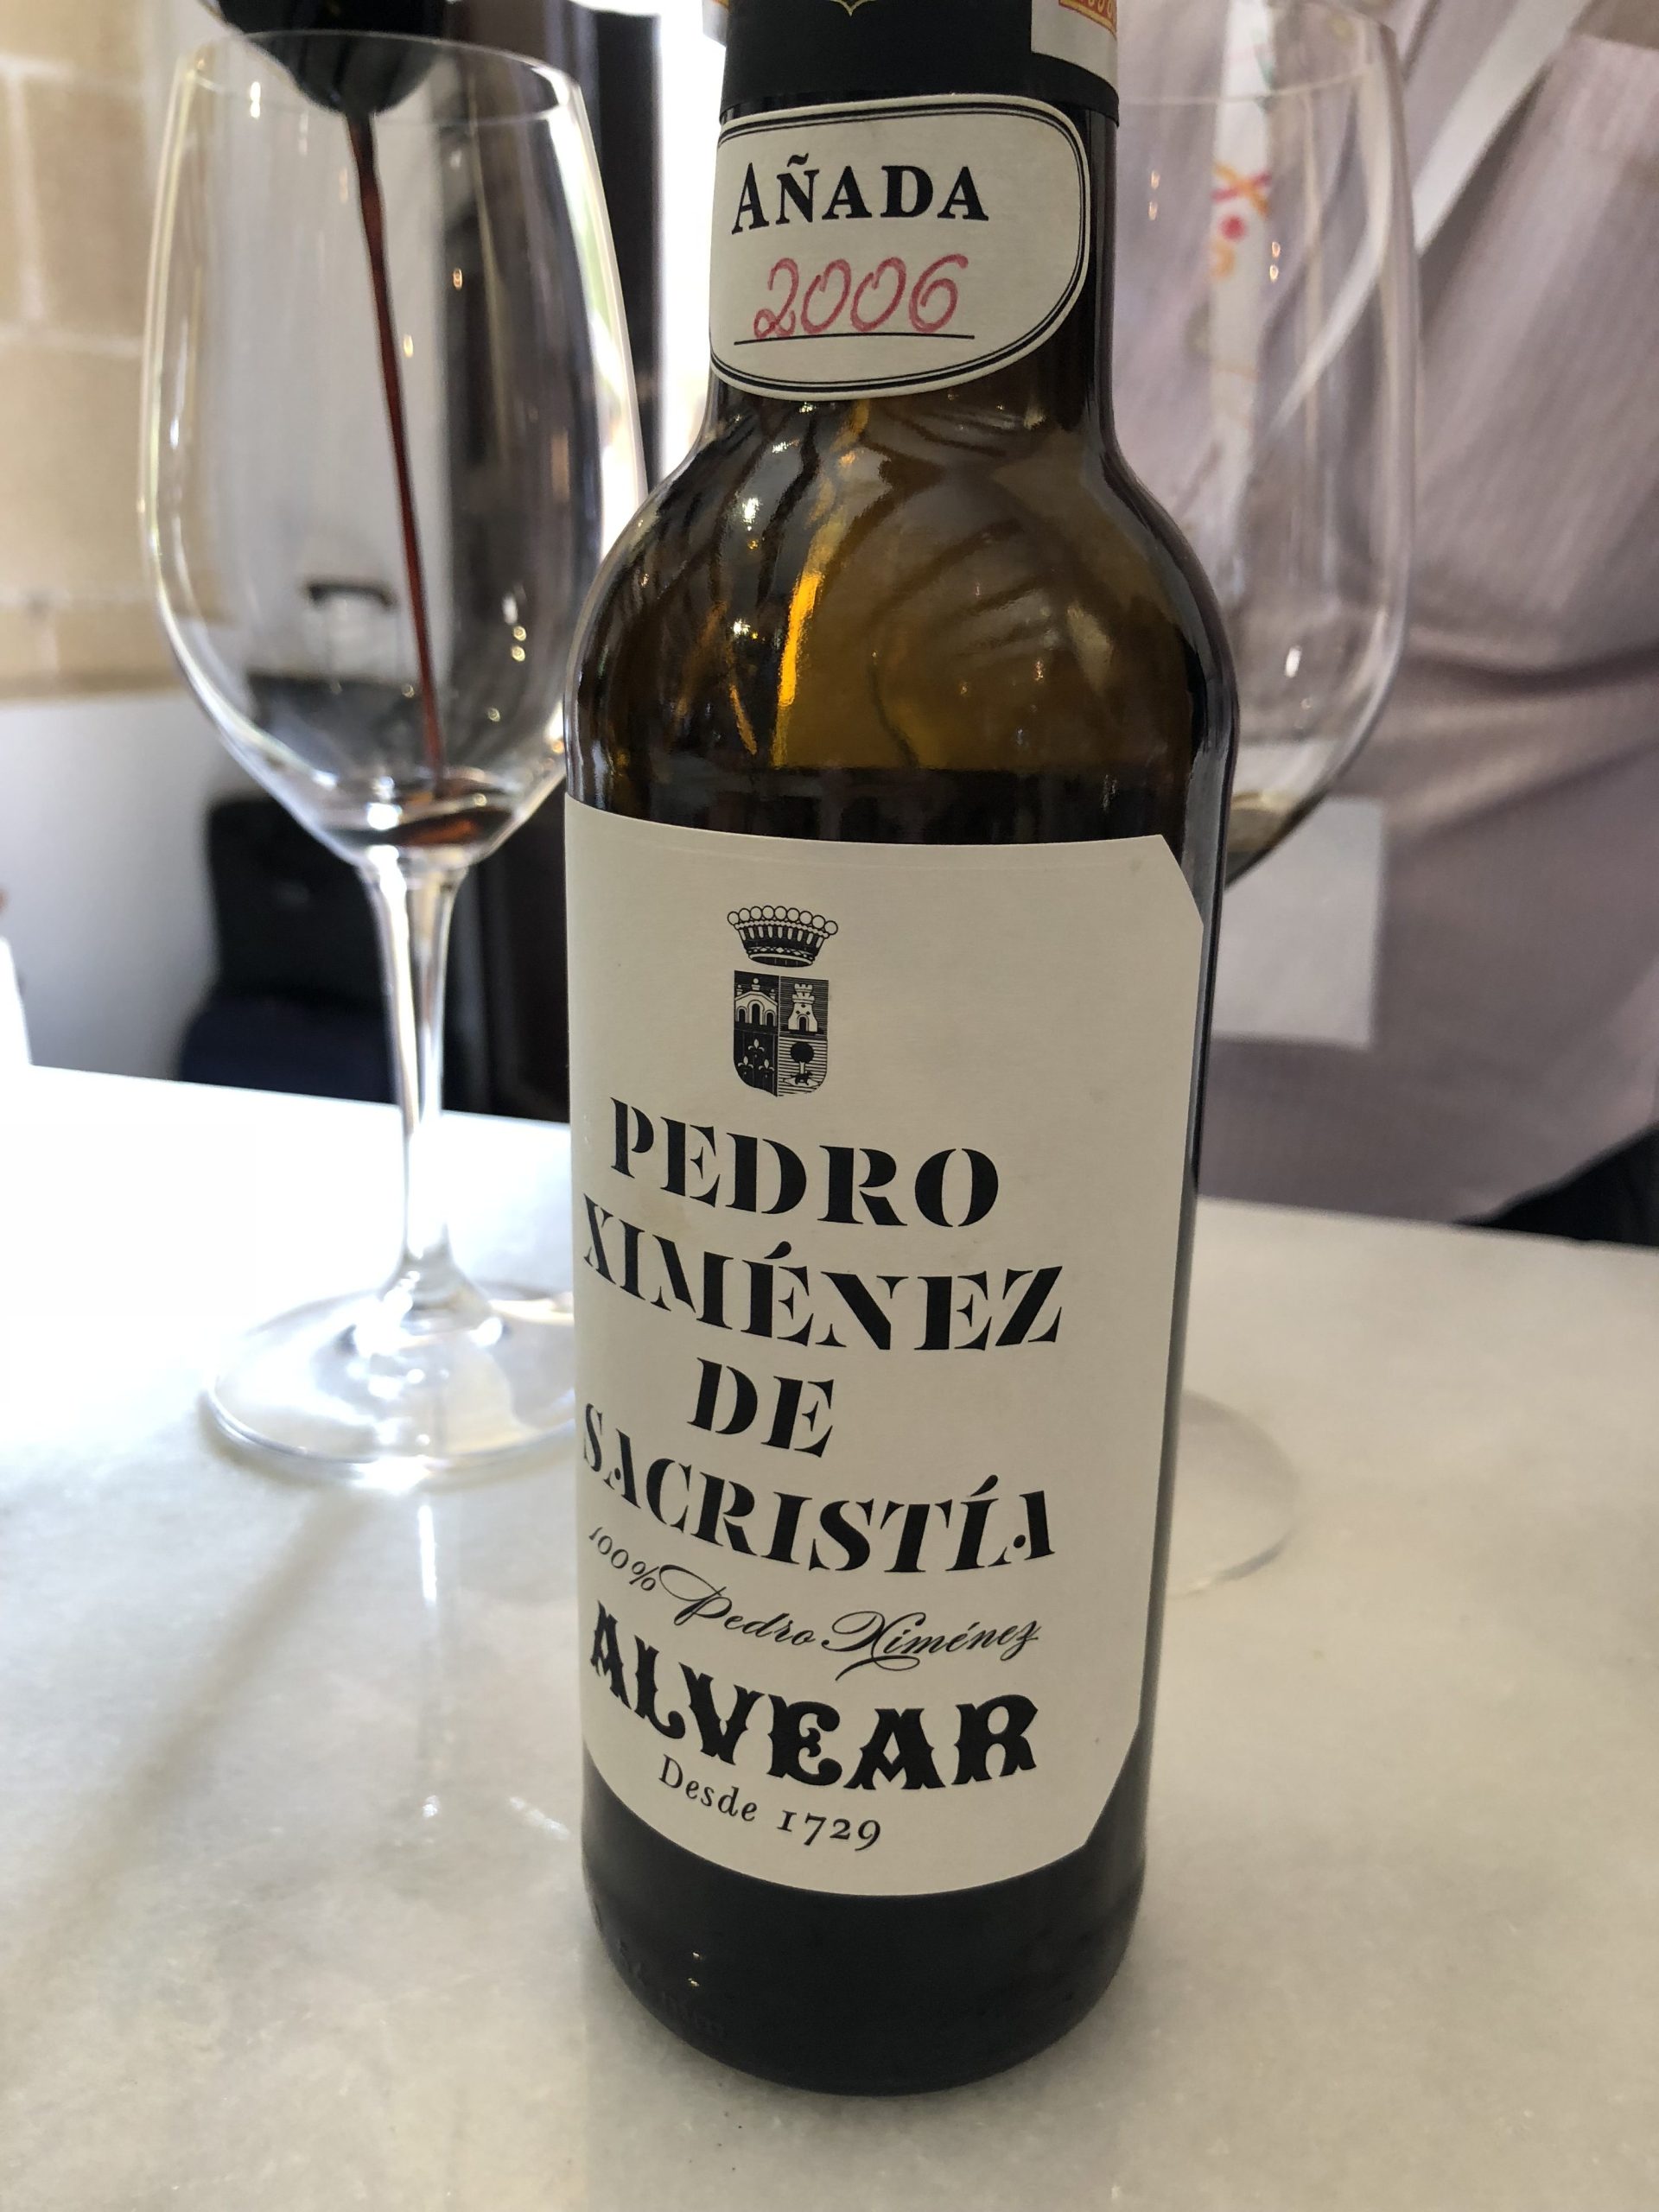 AÑADA
2006
PEDRO
XIMÉNEZ
DE
SACRISTÍA
100% Pedro Ximénez
ALVEAR
Desde 1729